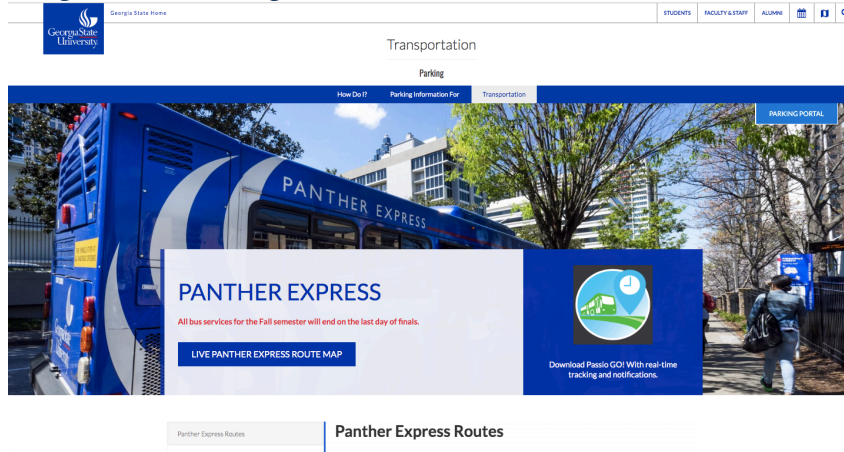 Georgia State Home
STUDENTS
FACULTY & STAFF
ALUMNI
GeorgiaState
University
Transportation
Parking
How Do I?
Parking Information For
Transportation
PARKING PORTAL
PANTHER EXPRESS
PANTHER EXPRESS
All bus services for the Fall semester will end on the last day of finals.
LIVE PANTHER EXPRESS ROUTE MAP
Download Passio GO! With real-time
tracking and notifications.
Panther Express Routes
Panther Express Routes